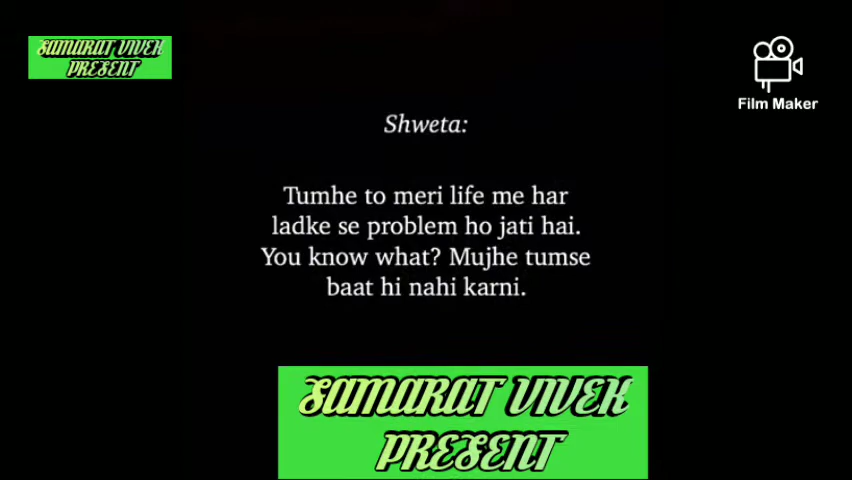 SAMARAT VIVEK
PRESENT
Film Maker
Shweta:
Tumhe to meri life me har
ladke se problem ho jati hai.
You know what? Mujhe tumse
baat hi nahi karni.
SAMARAT VIVEK
PRESENT